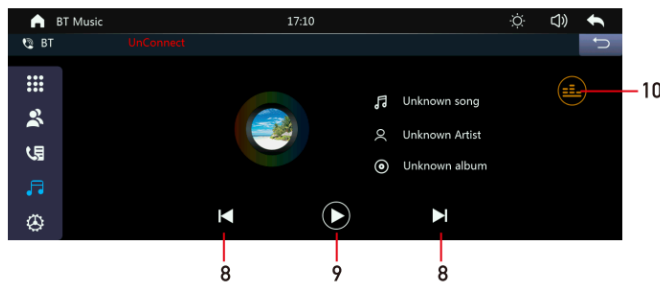 BT Music 17:10
BT UnConnect
10
Unknown song
Unknown Artist
Unknown album
8 9 8